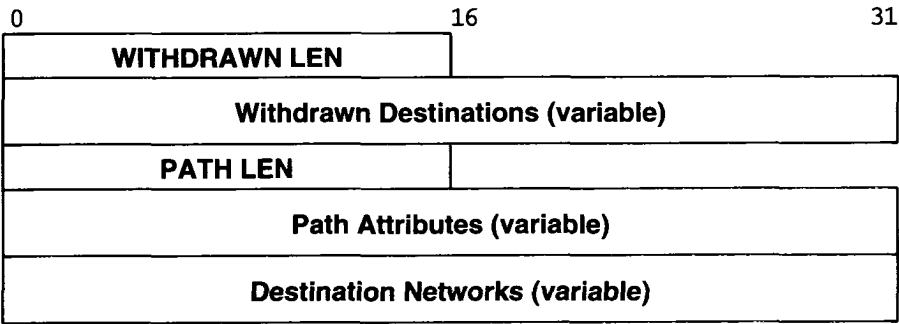 0 16 31
WITHDRAWN LEN
Withdrawn Destinations (variable)
PATH LEN
Path Attributes (variable)
Destination Networks (variable)